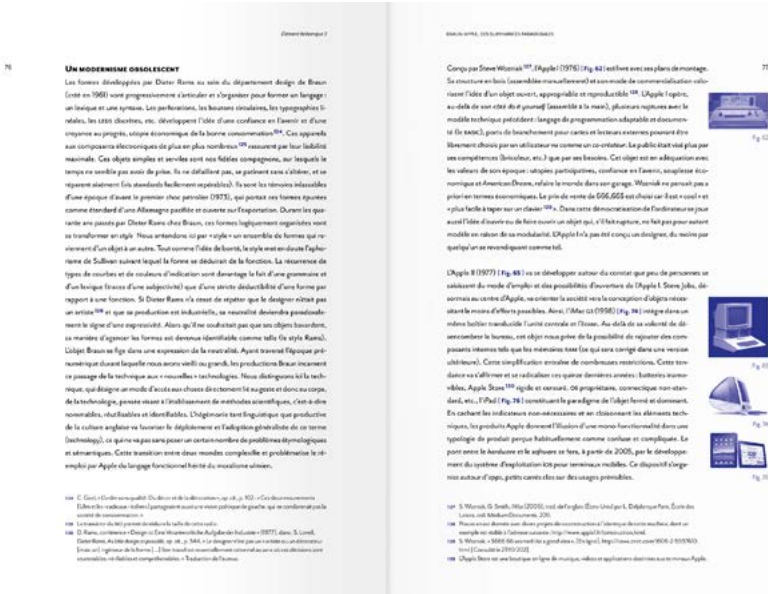 76
Élément historique 2
UN MODERNISME OBSOLESCENT
Les formes développées par Dieter Rams au sein du département design de Braun
(créé en 1961) vont progressivement s'articuler et s'organiser pour former un langage :
un lexique et une syntaxe. Les perforations, les boutons circulaires, les typographies li-
néales, les LEDS discrètes, etc. développent l'idée d'une confiance en l'avenir et d'une
croyance au progrès, utopie économique de la bonne consommation. Ces appareils
aux composants électroniques de plus en plus nombreux rassurent par leur lisibilité
maximale. Ces objets simples et serviles sont nos fidèles compagnons, sur lesquels le
temps ne semble pas avoir de prise. Ils ne défaillent pas, se patinent sans s'altérer, et se
réparent aisément (vis standards facilement repérables). Ils sont les témoins inlassables
d'une époque d'avant le premier choc pétrolier (1973), qui portait ces formes épurées
comme étendard d'une Allemagne pacifiée et ouverte sur l'exportation. Durant les qua-
rante ans passés par Dieter Rams chez Braun, ces formes logiquement organisées vont
se transformer en style. Nous entendons ici par « style » un ensemble de formes qui re-
viennent d'un objet à un autre. Tout comme l'idée de bonté, le style met en doute l'apho-
risme de Sullivan suivant lequel la forme se déduirait de la fonction. La récurrence de
types de courbes et de couleurs d'indication sont davantage le fait d'une grammaire et
d'un lexique (traces d'une subjectivité) que d'une stricte déductibilité d'une forme par
rapport à une fonction. Si Dieter Rams n'a cessé de répéter que le designer n'était pas
un artiste et que sa production est industrielle, sa neutralité deviendra paradoxale-
ment le signe d'une expressivité. Alors qu'il ne souhaitait pas que ses objets bavardent,
sa manière d'agencer les formes est devenue identifiable comme telle (le style Rams).
L'objet Braun se fige dans une expression de la neutralité. Ayant traversé l'époque pré-
numérique durant laquelle nous avons vieilli ou grandi, les productions Braun incarnent
ce passage de la technique aux « nouvelles » technologies. Nous distinguons ici la tech-
nique, qui désigne un mode d'accès aux choses directement lié au geste et donc au corps,
de la technologie, pensée visant à l'établissement de méthodes scientifiques, c'est-à-dire
nommables, réutilisables et identifiables. L'hégémonie tant linguistique que productive
de la culture anglaise va favoriser le déploiement et l'adoption généralisée de ce terme
(technology), ce qui ne va pas sans poser un certain nombre de problèmes étymologiques
et sémantiques. Cette transition entre deux mondes complexifie et problématise le ré-
emploi par Apple du langage fonctionnel hérité du moralisme ulmien.
société de consommation. »
BRAUN/APPLE, DES SURVIVANCES PARADOXALES
77
Conçu par Steve Wozniak, l'Apple I (1976) [Fig. 62] est livré avec ses plans de montage.
Sa structure en bois (assemblée manuellement) et son mode de commercialisation valo-
risent l'idée d'un objet ouvert, appropriable et reproductible. L'Apple I opère,
au-delà de son côté do it yourself (assemblé à la main), plusieurs ruptures avec le
modèle technique précédent : langage de programmation adaptable et documen-
té (le BASIC), ports de branchement pour cartes et lecteurs externes pourront être
librement choisis par un utilisateur vu comme un co-créateur. Le public était visé plus par
ses compétences (bricoleur, etc.) que par ses besoins. Cet objet est en adéquation avec
les valeurs de son époque : utopies participatives, confiance en l'avenir, souplesse éco-
nomique et American Dream, refaire le monde dans son garage. Wozniak ne pensait pas a
priori en termes économiques. Le prix de vente de 666,66$ est choisi car il est « cool » et
« plus facile à taper sur un clavier ». Dans cette démocratisation de l'ordinateur se joue
aussi l'idée d'ouvrir ou de faire ouvrir un objet qui, s'il fait rupture, ne fait pas pour autant
modèle en raison de sa modularité. L'Apple I n'a pas été conçu un designer, du moins par
quelqu'un se revendiquant comme tel.
L'Apple II (1977) [Fig. 65] va se développer autour du constat que peu de personnes se
saisissent du mode d'emploi et des possibilités d'ouverture de l'Apple I. Steve Jobs, dé-
sormais au centre d'Apple, va orienter la société vers la conception d'objets néces-
sitant le moins d'efforts possibles. Ainsi, l'iMac G3 (1998) [Fig. 74] intègre dans un
même boîtier translucide l'unité centrale et l'écran. Au-delà de sa volonté de dé-
sencombrer le bureau, cet objet nous prive de la possibilité de rajouter des com-
posants internes tels que les mémoires RAM (ce qui sera corrigé dans une version
ultérieure). Cette simplification entraîne de nombreuses restrictions. Cette ten-
dance va s'affirmer et se radicaliser ces quinze dernières années : batteries inamo-
vibles, Apple Store rigide et censuré, OS propriétaire, connectique non-stan-
dard, etc., l'iPad [Fig. 76] constituant le paradigme de l'objet fermé et dominant.
En cachant les indicateurs non-nécessaires et en cloisonnant les éléments tech-
niques, les produits Apple donnent l'illusion d'une mono-fonctionnalité dans une
typologie de produit perçue habituellement comme confuse et compliquée. Le
pont entre le hardware et le software se fera, à partir de 2005, par le développe-
ment du système d'exploitation iOS pour terminaux mobiles. Ce dispositif s'orga-
nise autour d'apps, petits carrés clos sur des usages prévisibles.